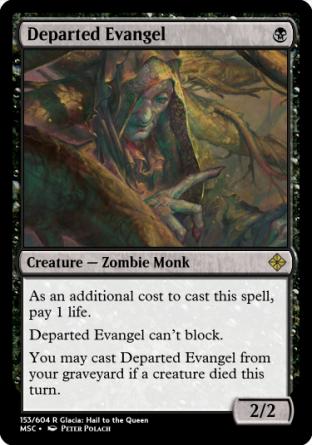 Departed Evangel
Creature — Zombie Monk
As an additional cost to cast this spell,
pay 1 life.
Departed Evangel can't block.
You may cast Departed Evangel from
your graveyard if a creature died this
turn.
2/2
153/604 R Glacia: Hail to the Queen
MSC • Peter Polach